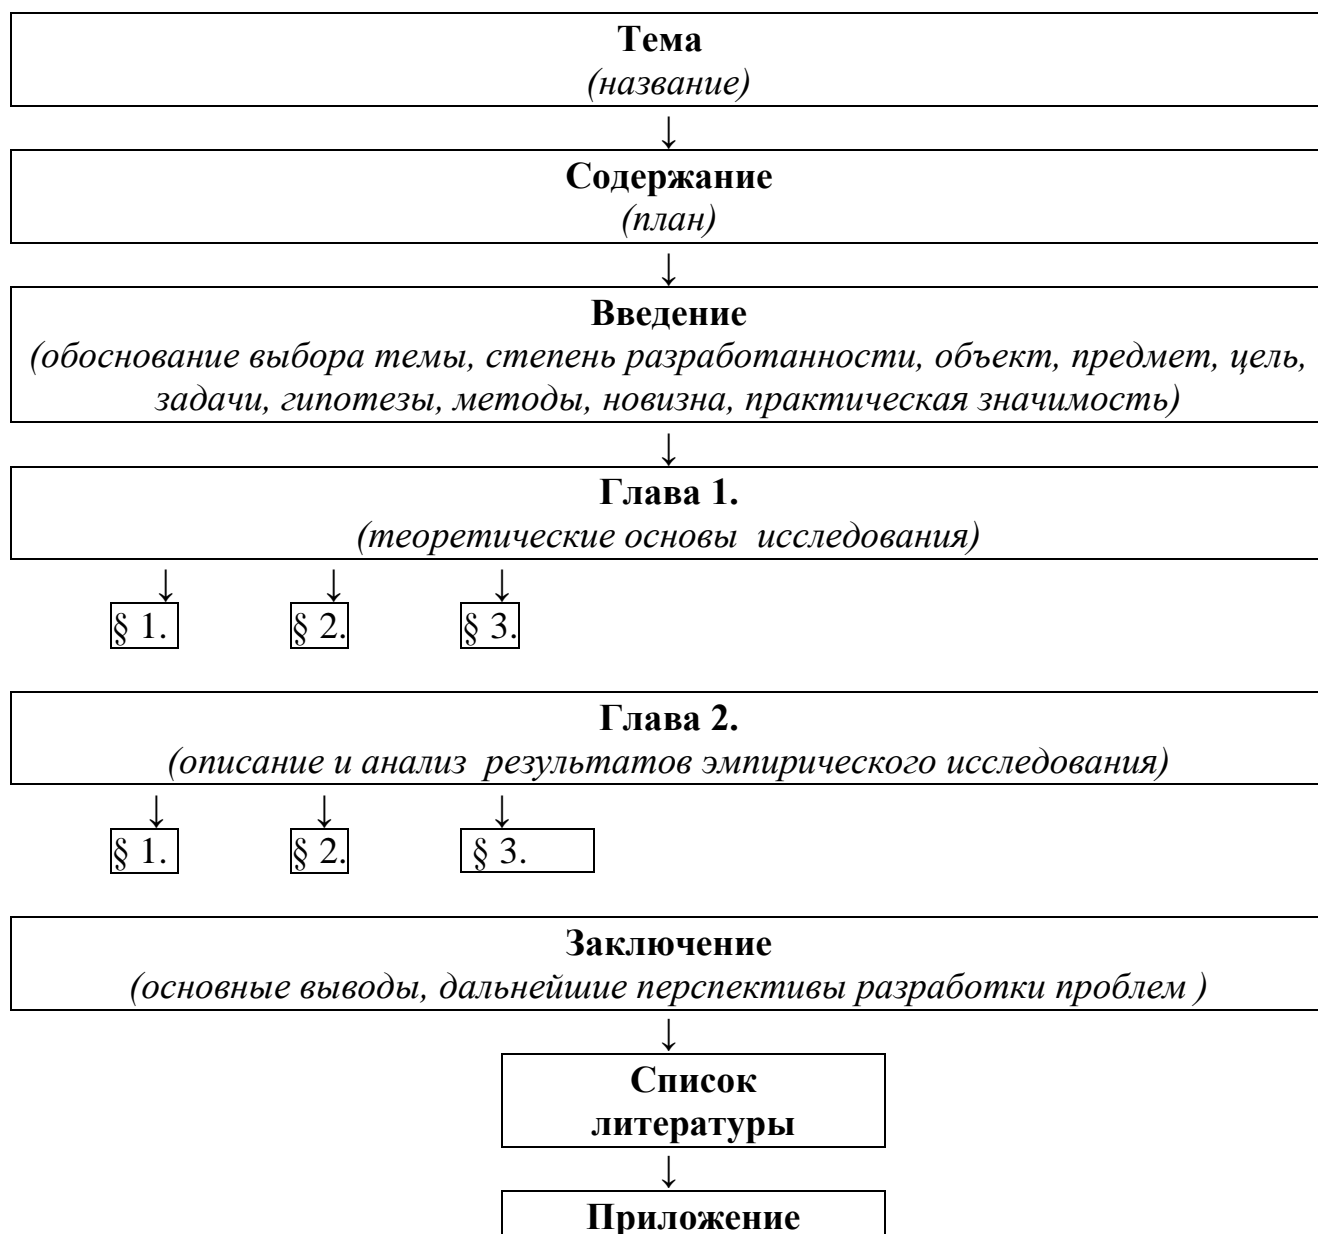 Тема
(название)
↓
Содержание
(план)
↓
Введение
(обоснование выбора темы, степень разработанности, объект, предмет, цель,
задачи, гипотезы, методы, новизна, практическая значимость)
↓
Глава 1.
(теоретические основы  исследования)
↓ ↓ ↓
§ 1. § 2. § 3.
Глава 2.
(описание и анализ  результатов эмпирического исследования)
↓ ↓ ↓
§ 1. § 2. § 3.
Заключение
(основные выводы, дальнейшие перспективы разработки проблем )
↓
Список
литературы
↓
Приложение